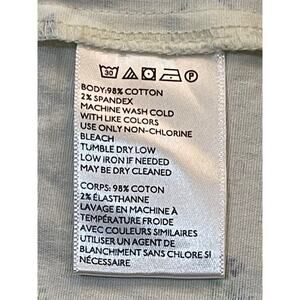 30 P
BODY:98% COTTON
2% SPANDEX
MACHINE WASH COLD
WITH LIKE COLORS
USE ONLY NON-CHLORINE
BLEACH
TUMBLE DRY LOW
LOW IRON IF NEEDED
MAY BE DRY CLEANED
CORPS: 98% COTON
2% ÉLASTHANNE
LAVAGE EN MACHINE À
TEMPÉRATURE FROIDE
AVEC COULEURS SIMILAIRES
UTILISER UN AGENT DE
BLANCHIMENT SANS CHLORE SI
NÉCESSAIRE